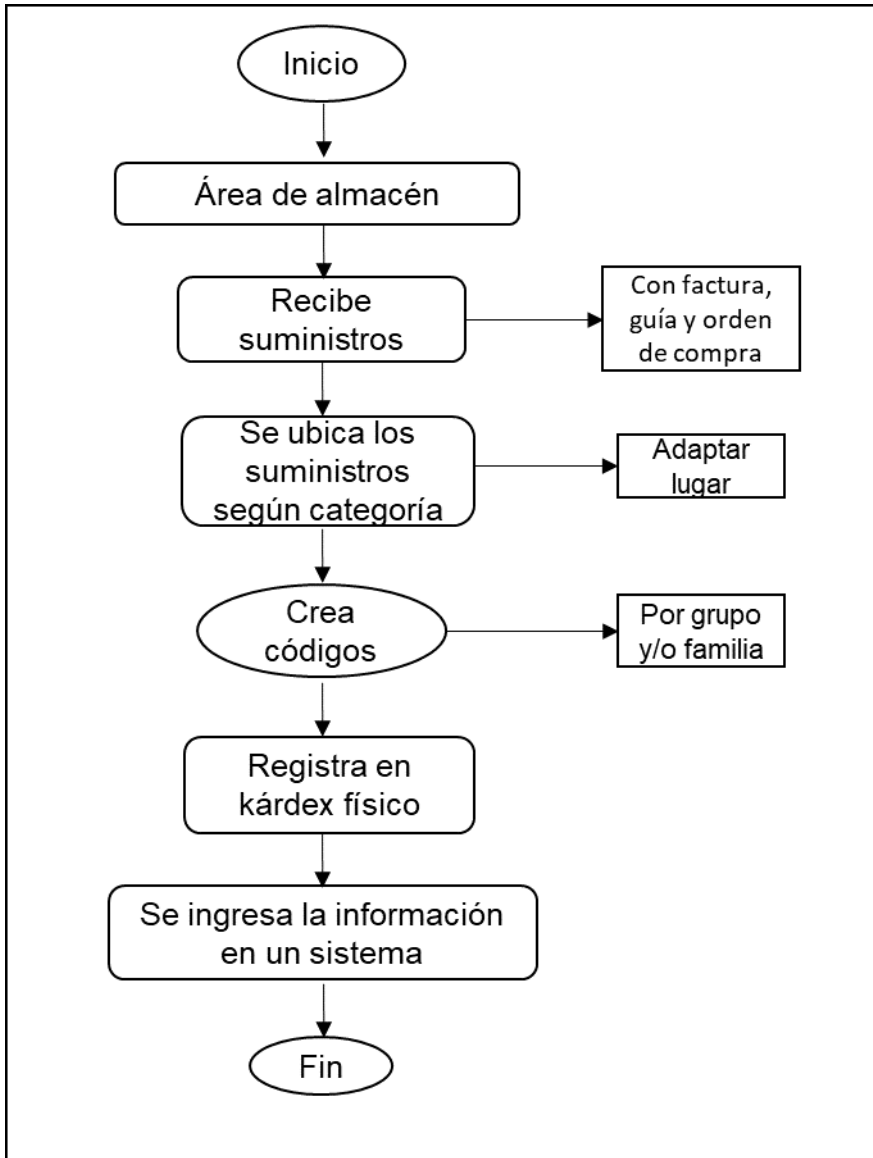 Inicio
Área de almacén
Recibe
suministros
Con factura,
guía y orden
de compra
Se ubica los
suministros
según categoría
Adaptar
lugar
Crea
códigos
Por grupo
y/o familia
Registra en
kárdex físico
Se ingresa la información
en un sistema
Fin